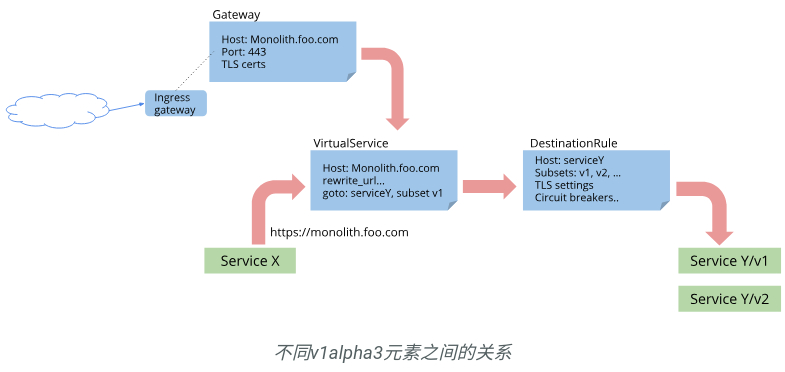 Gateway
Host: Monolith.foo.com
Port: 443
TLS certs
Ingress
gateway
VirtualService
Host: Monolith.foo.com
rewrite_url...
goto: serviceY, subset v1
DestinationRule
Host: serviceY
Subsets: v1, v2, ...
TLS settings
Circuit breakers..
https://monolith.foo.com
Service X
Service Y/v1
Service Y/v2
不同v1alpha3元素之间的关系